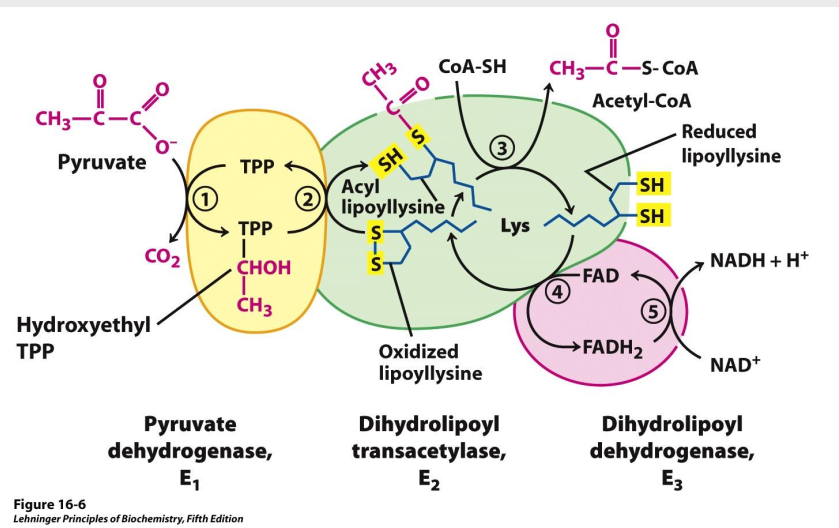 O
CH₃—C—C
O
O⁻
Pyruvate
CO₂
1
TPP
TPP
CHOH
CH₃
Hydroxyethyl
TPP
2
CH₃
C
O
S
SH
Acyl
lipoyllysine
S
S
Oxidized
lipoyllysine
CoA-SH
3
Lys
O
CH₃—C—S-CoA
Acetyl-CoA
Reduced
lipoyllysine
SH
SH
4
FAD
FADH₂
5
NADH + H⁺
NAD⁺
Pyruvate
dehydrogenase,
E₁
Dihydrolipoyl
transacetylase,
E₂
Dihydrolipoyl
dehydrogenase,
E₃
Figure 16-6
Lehninger Principles of Biochemistry, Fifth Edition